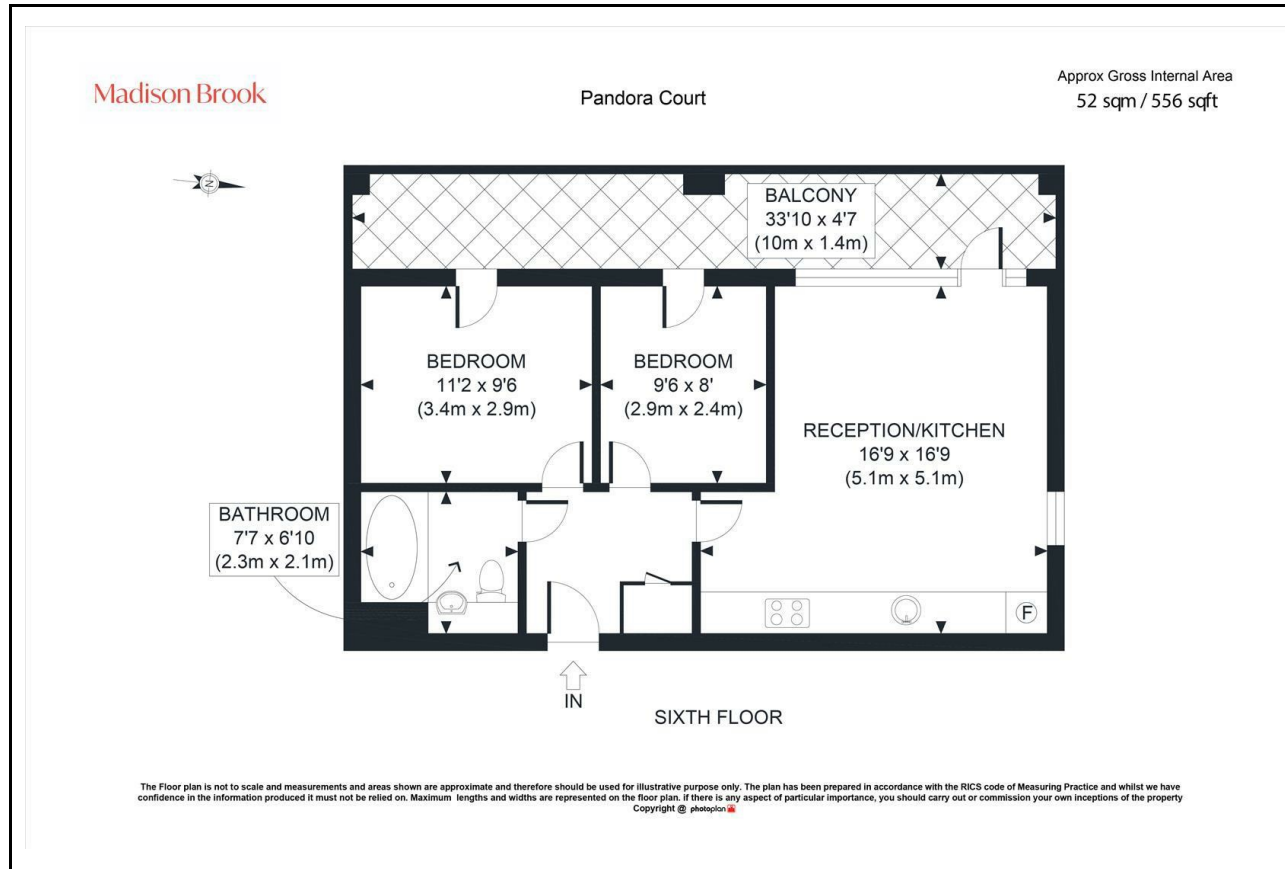 Madison Brook
Pandora Court
Approx Gross Internal Area
52 sqm / 556 sqft
N
BALCONY
33'10 x 4'7
(10m x 1.4m)
BEDROOM
11'2 x 9'6
(3.4m x 2.9m)
BEDROOM
9'6 x 8'
(2.9m x 2.4m)
RECEPTION/KITCHEN
16'9 x 16'9
(5.1m x 5.1m)
BATHROOM
7'7 x 6'10
(2.3m x 2.1m)
F
IN
SIXTH FLOOR
The Floor plan is not to scale and measurements and areas shown are approximate and therefore should be used for illustrative purpose only. The plan has been prepared in accordance with the RICS code of Measuring Practice and whilst we have
confidence in the information produced it must not be relied on. Maximum lengths and widths are represented on the floor plan. if there is any aspect of particular importance, you should carry out or commission your own inceptions of the property
Copyright @ photoplan